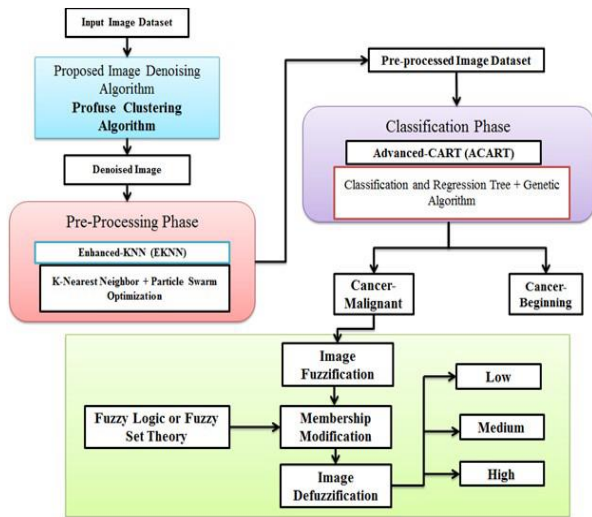 Input Image Dataset
Proposed Image Denoising
Algorithm
Profuse Clustering
Algorithm
Denoised Image
Pre-Processing Phase
Enhanced-KNN (EKNN)
K-Nearest Neighbor + Particle Swarm
Optimization
Pre-processed Image Dataset
Classification Phase
Advanced-CART (ACART)
Classification and Regression Tree + Genetic
Algorithm
Cancer-
Malignant
Cancer-
Beginning
Image
Fuzzification
Fuzzy Logic or Fuzzy
Set Theory
Membership
Modification
Image
Defuzzification
Low
Medium
High